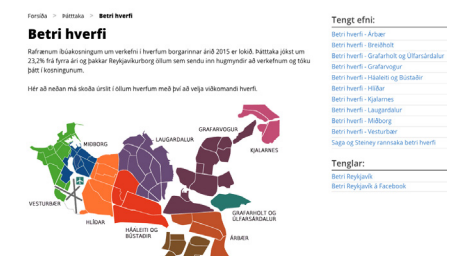 Forsíða > Þátttaka > Betri hverfi
Betri hverfi
Rafrænum íbúakosningum um verkefni í hverfum borgarinnar árið 2015 er lokið. Þátttaka jókst um
23,2% frá fyrra ári og þakkar Reykjavíkurborg öllum sem sendu inn hugmyndir að verkefnum og tóku
þátt í kosningunum.
Hér að neðan má skoða úrslit í öllum hverfum með því að velja viðkomandi hverfi.
GRAFARVOGUR
LAUGARDALUR
MIÐBORG
KJALARNES
VESTURBÆR
HLÍÐAR
HÁALEITI OG
BÚSTAÐIR
GRAFARHOLT OG
ÚLFARSÁRDALUR
ÁRBÆR
Tengt efni:
Betri hverfi - Árbær
Betri hverfi - Breiðholt
Betri hverfi - Grafarholt og Úlfarsárdalur
Betri hverfi - Grafarvogur
Betri hverfi - Háaleiti og Bústaðir
Betri hverfi - Hlíðar
Betri hverfi - Kjalarnes
Betri hverfi - Laugardalur
Betri hverfi - Miðborg
Betri hverfi - Vesturbær
Saga og Steiney rannsaka betri hverfi
Tenglar:
Betri Reykjavík
Betri Reykjavík á Facebook